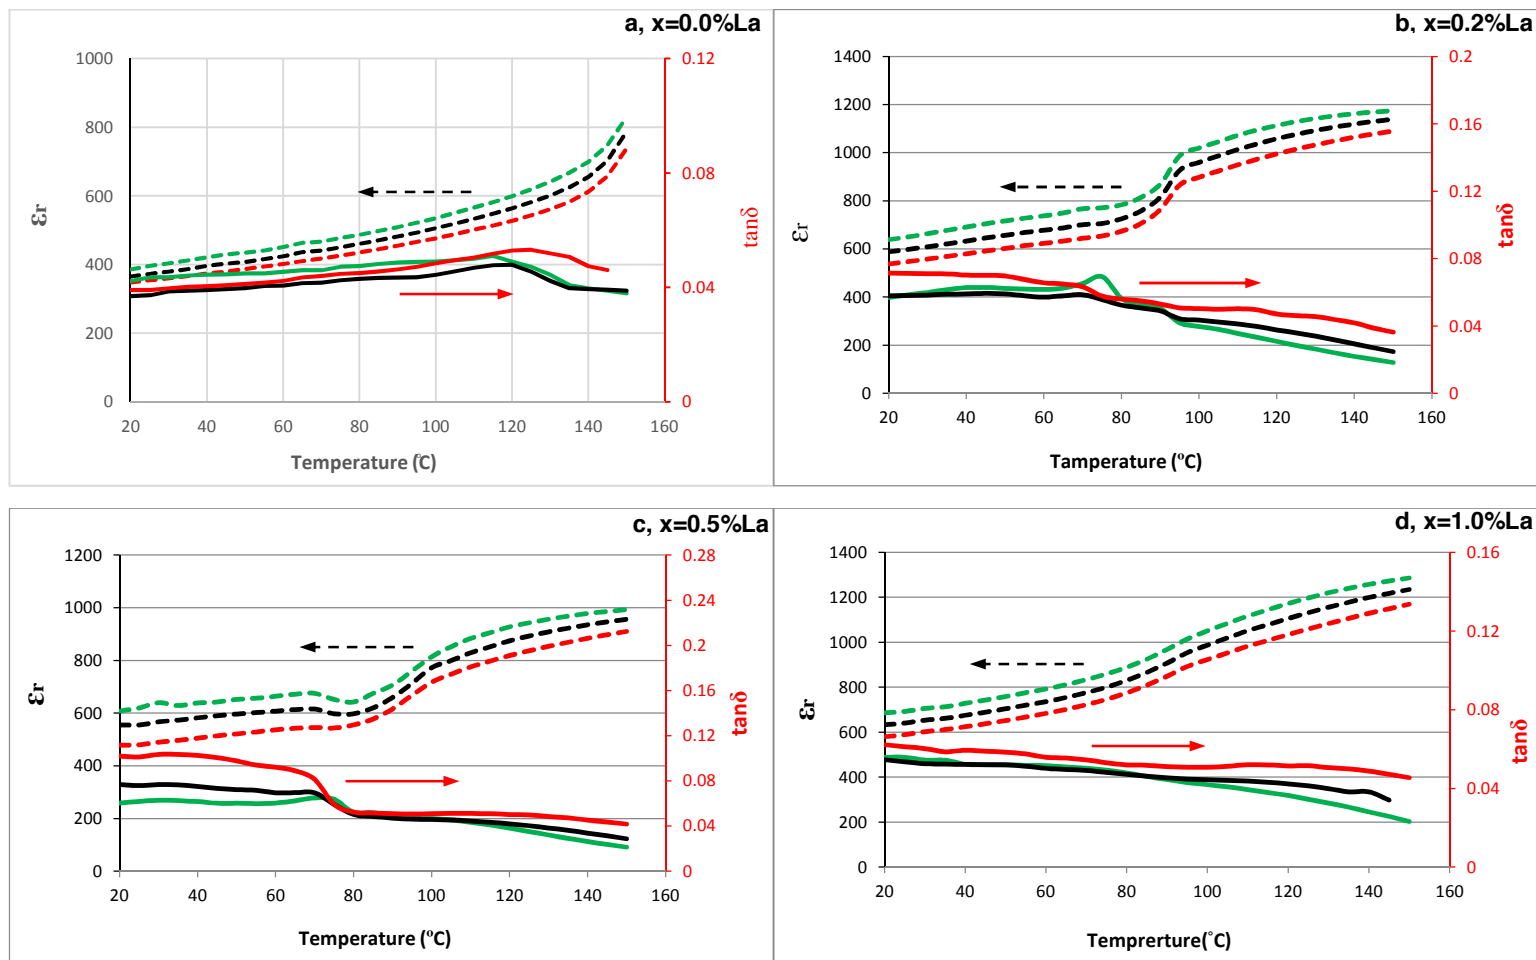 a, x=0.0%La
1000
800
600
400
200
0
0.12
0.08
0.04
0
20 40 60 80 100 120 140 160
εr
tanδ
Temperature (°C)
b, x=0.2%La
1400
1200
1000
800
600
400
200
0
0.2
0.16
0.12
0.08
0.04
0
20 40 60 80 100 120 140 160
εr
tanδ
Tamperature (ºC)
c, x=0.5%La
1200
1000
800
600
400
200
0
0.28
0.24
0.2
0.16
0.12
0.08
0.04
0
20 40 60 80 100 120 140 160
εr
tanδ
Temperature (ºC)
d, x=1.0%La
1400
1200
1000
800
600
400
200
0
0.16
0.12
0.08
0.04
0
20 40 60 80 100 120 140 160
εr
tanδ
Temprerture(˚C)